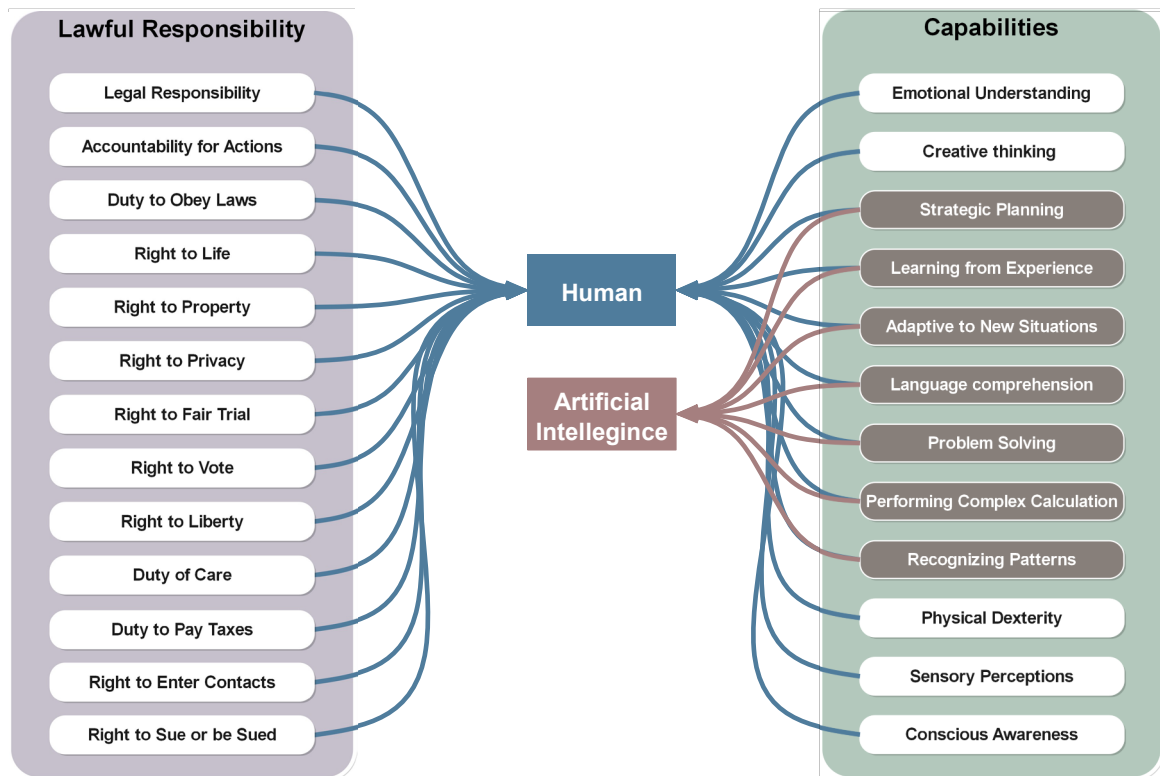 Lawful Responsibility
Legal Responsibility
Accountability for Actions
Duty to Obey Laws
Right to Life
Right to Property
Right to Privacy
Right to Fair Trial
Right to Vote
Right to Liberty
Duty of Care
Duty to Pay Taxes
Right to Enter Contacts
Right to Sue or be Sued
Human
Artificial
Intellegince
Capabilities
Emotional Understanding
Creative thinking
Strategic Planning
Learning from Experience
Adaptive to New Situations
Language comprehension
Problem Solving
Performing Complex Calculation
Recognizing Patterns
Physical Dexterity
Sensory Perceptions
Conscious Awareness